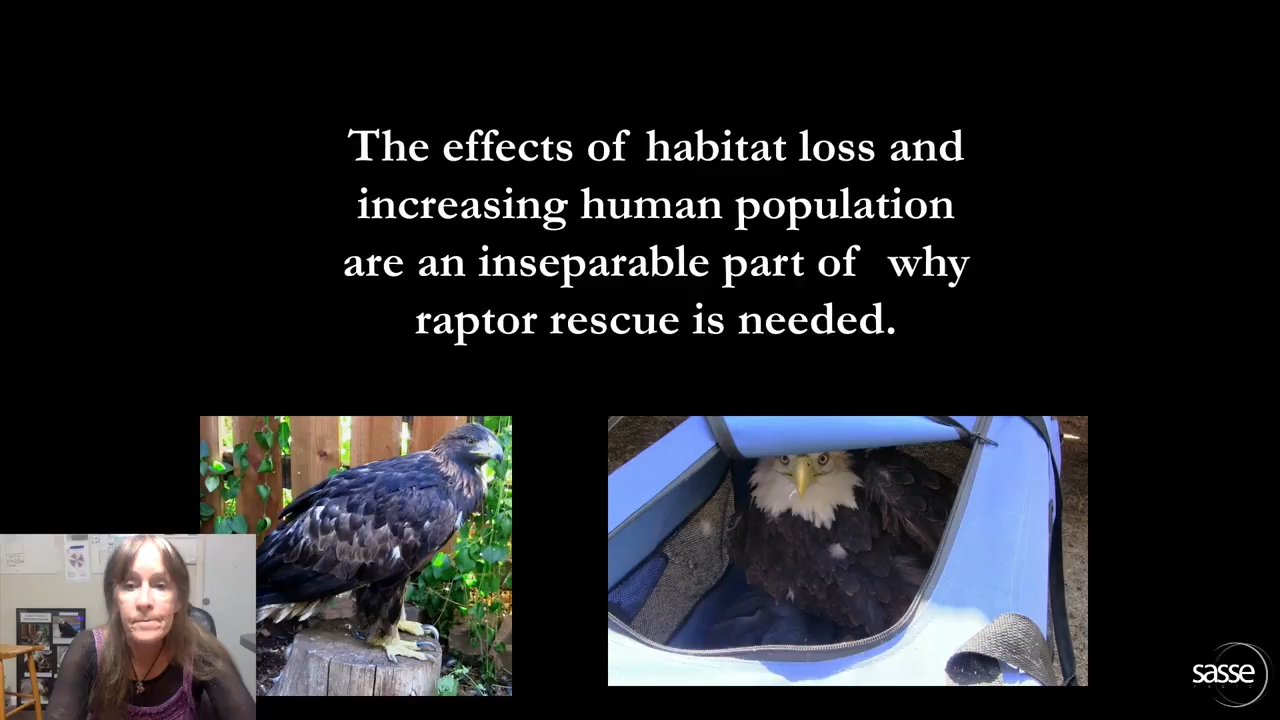 The effects of habitat loss and
increasing human population
are an inseparable part of why
raptor rescue is needed.
sasse